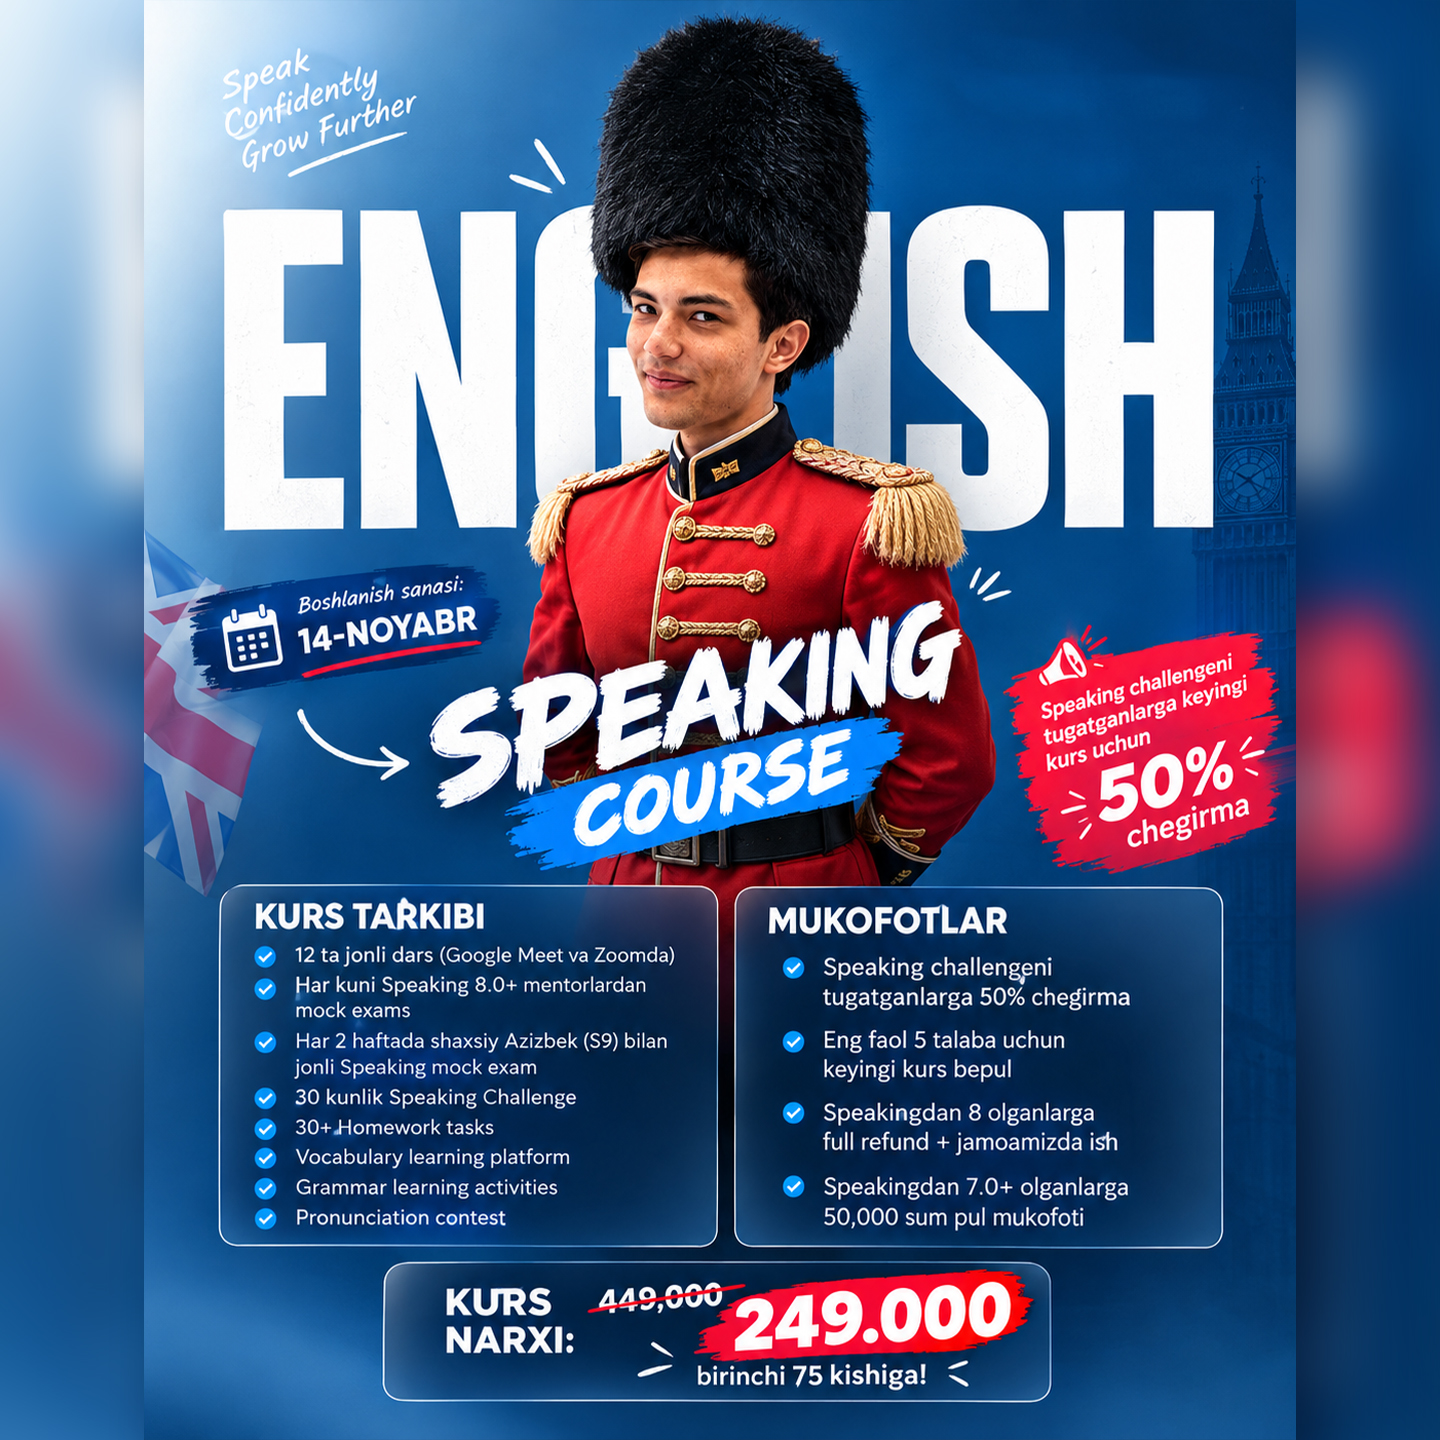 Speak
Confidently
Grow Further
ENGLISH
Boshlanish sanasi:
14-NOYABR
SPEAKING
COURSE
Speaking challengeni
tugatganlarga keyingi
kurs uchun
50%
chegirma
KURS TARKIBI
12 ta jonli dars (Google Meet va Zoomda)
Har kuni Speaking 8.0+ mentorlardan
mock exams
Har 2 haftada shaxsiy Azizbek (S9) bilan
jonli Speaking mock exam
30 kunlik Speaking Challenge
30+ Homework tasks
Vocabulary learning platform
Grammar learning activities
Pronunciation contest
MUKOFOTLAR
Speaking challengeni
tugatganlarga 50% chegirma
Eng faol 5 talaba uchun
keyingi kurs bepul
Speakingdan 8 olganlarga
full refund + jamoamizda ish
Speakingdan 7.0+ olganlarga
50,000 sum pul mukofoti
KURS
NARXI:
449,000
249.000
birinchi 75 kishiga!